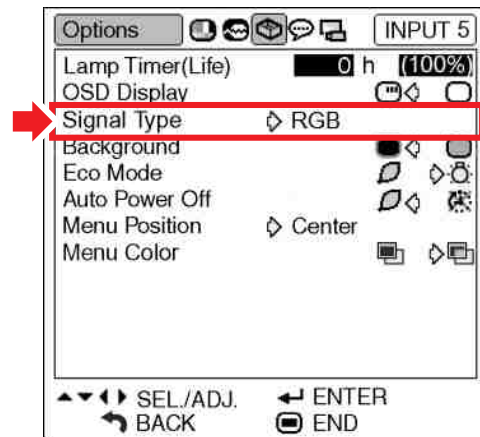 Options INPUT 5
Lamp Timer(Life) 0 h (100%)
OSD Display
Signal Type RGB
Background
Eco Mode
Auto Power Off
Menu Position Center
Menu Color
SEL./ADJ. ENTER
BACK END